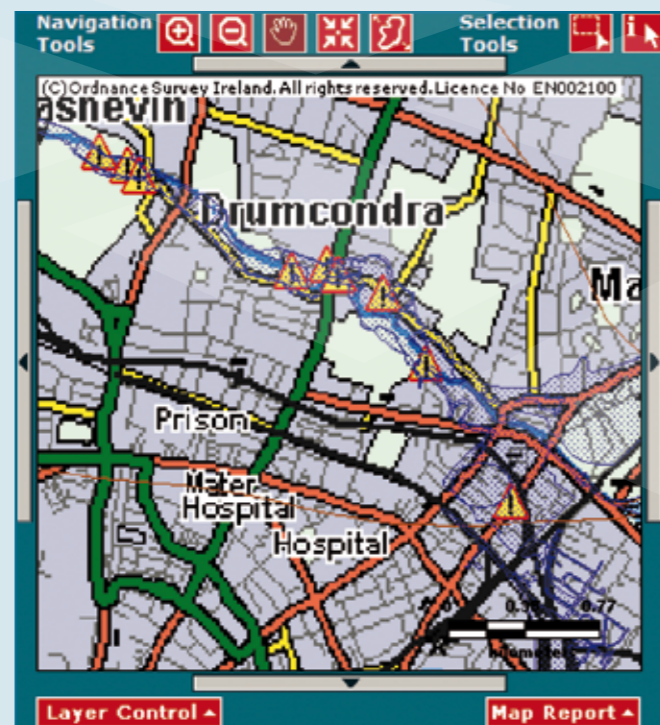 Navigation Tools
Selection Tools
(C)Ordnance Survey Ireland. All rights reserved. Licence No EN002100
asnevin
Drumcondra
Ma
Prison
Mater
Hospital
Hospital
0.77
kilometers
Layer Control
Map Report